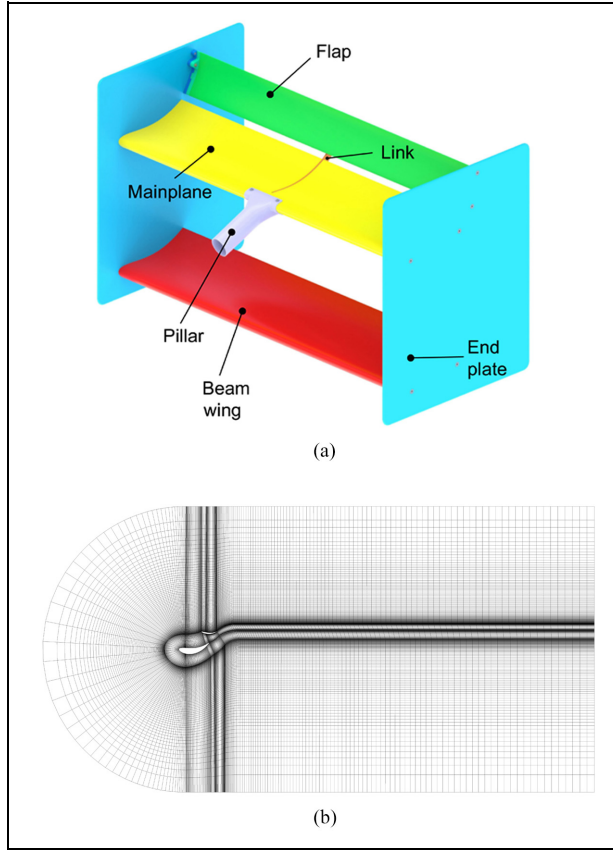 Flap
Link
Mainplane
Pillar
End
plate
Beam
wing
(a)
(b)